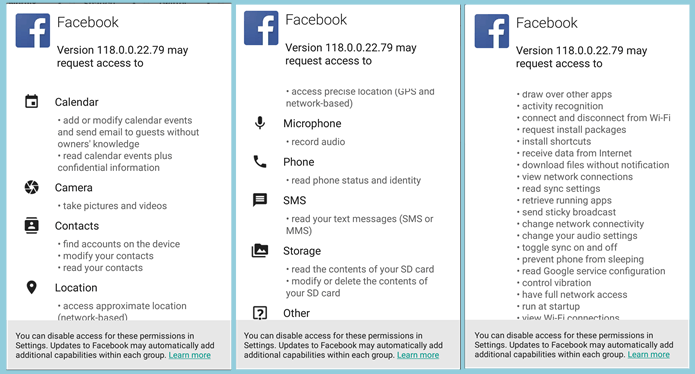 Facebook
Version 118.0.0.22.79 may
request access to
Calendar
• add or modify calendar events
and send email to guests without
owners' knowledge
• read calendar events plus
confidential information
Camera
• take pictures and videos
Contacts
• find accounts on the device
• modify your contacts
• read your contacts
Location
• access approximate location
(network-based)
You can disable access for these permissions in
Settings. Updates to Facebook may automatically add
additional capabilities within each group. Learn more
Facebook
Version 118.0.0.22.79 may
request access to
• access precise location (GPS and
network-based)
Microphone
• record audio
Phone
• read phone status and identity
SMS
• read your text messages (SMS or
MMS)
Storage
• read the contents of your SD card
• modify or delete the contents of
your SD card
Other
You can disable access for these permissions in
Settings. Updates to Facebook may automatically add
additional capabilities within each group. Learn more
Facebook
Version 118.0.0.22.79 may
request access to
• draw over other apps
• activity recognition
• connect and disconnect from Wi-Fi
• request install packages
• install shortcuts
• receive data from Internet
• download files without notification
• view network connections
• read sync settings
• retrieve running apps
• send sticky broadcast
• change network connectivity
• change your audio settings
• toggle sync on and off
• prevent phone from sleeping
• read Google service configuration
• control vibration
• have full network access
• run at startup
• view Wi-Fi connections
You can disable access for these permissions in
Settings. Updates to Facebook may automatically add
additional capabilities within each group. Learn more